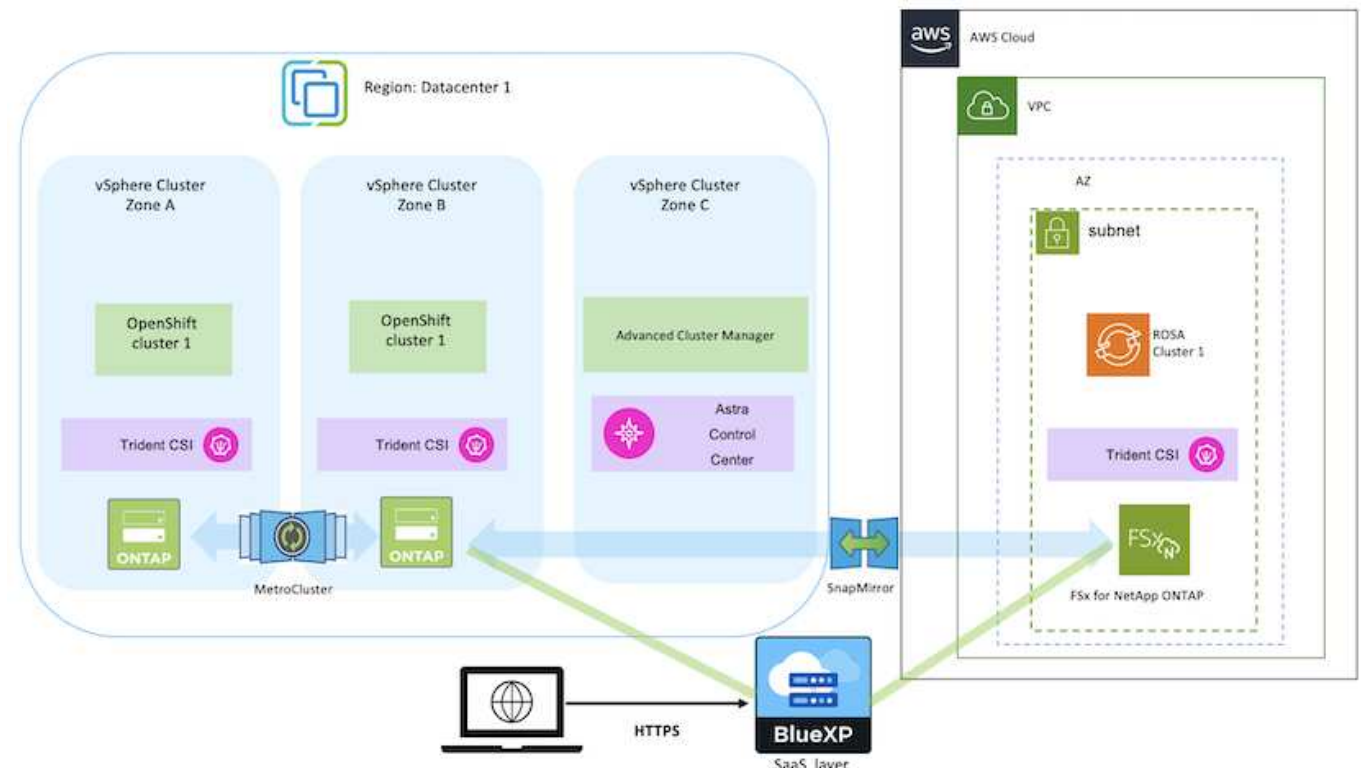 aws
AWS Cloud
Region: Datacenter 1
VPC
vSphere Cluster
Zone A
vSphere Cluster
Zone B
vSphere Cluster
Zone C
AZ
subnet
OpenShift
cluster 1
OpenShift
cluster 1
Advanced Cluster Manager
ROSA
Cluster 1
Trident CSI
Trident CSI
Astra
Control
Center
Trident CSI
ONTAP
ONTAP
FSx
N
MetroCluster
SnapMirror
FSx for NetApp ONTAP
HTTPS
BlueXP
SaaS layer